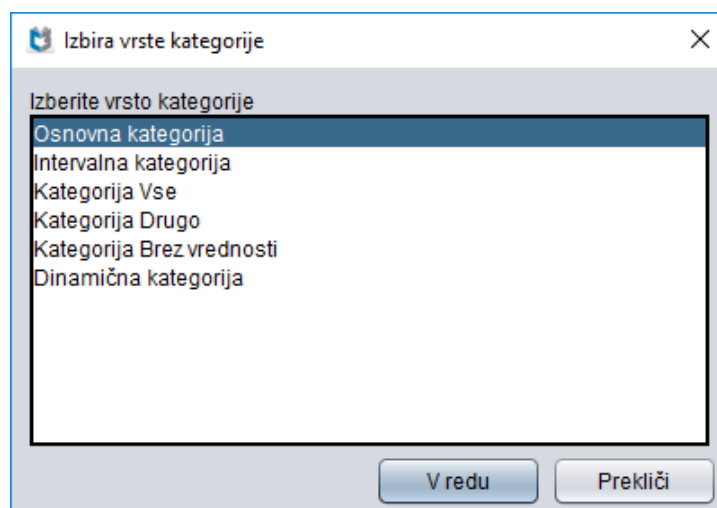 Izbira vrste kategorije
Izberite vrsto kategorije
Osnovna kategorija
Intervalna kategorija
Kategorija Vse
Kategorija Drugo
Kategorija Brez vrednosti
Dinamična kategorija
V redu
Prekliči